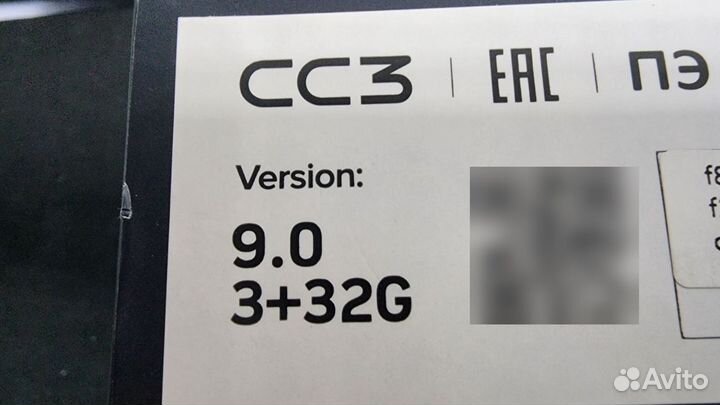 CC3 | EAC | ПЭ
Version:
9.0
3+32G
Avito